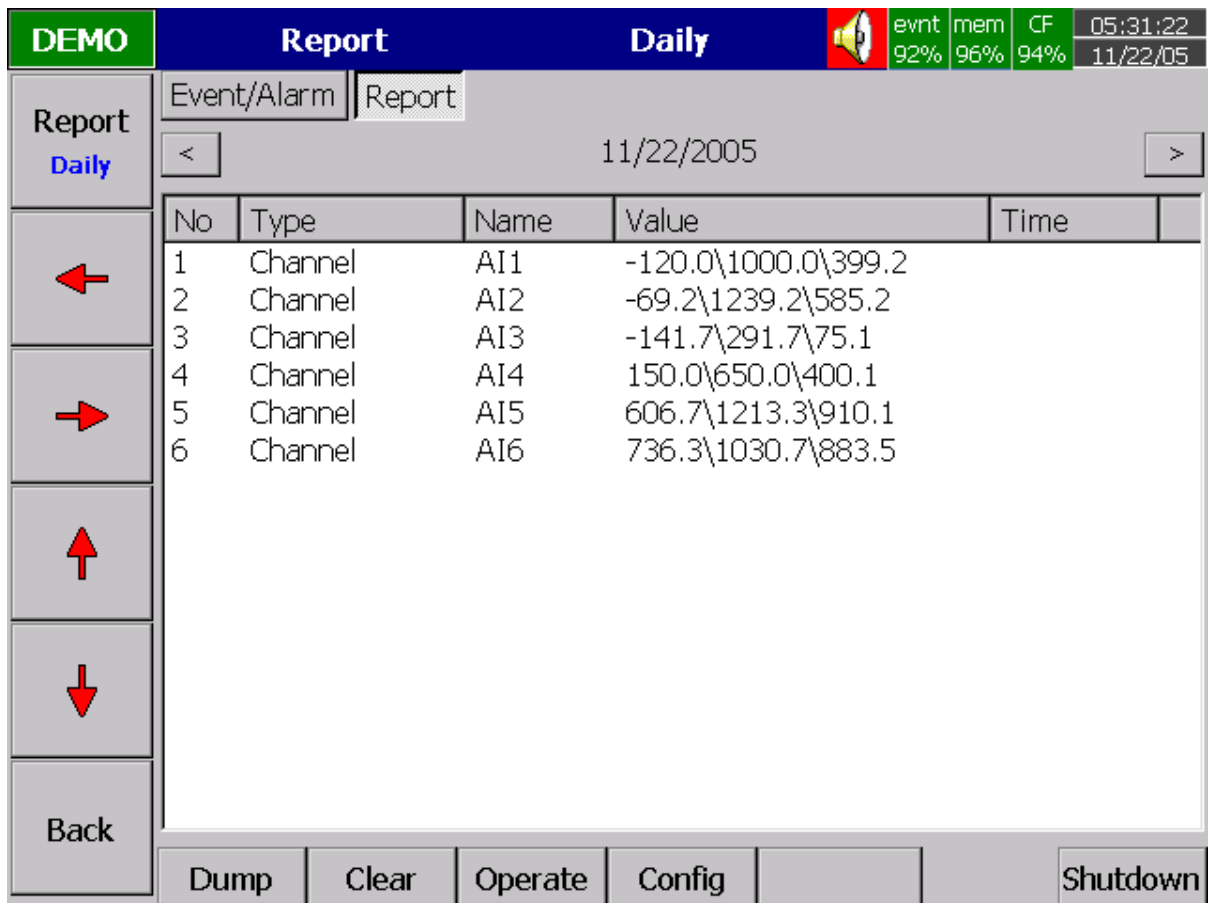 DEMO Report Daily evnt mem CF 05:31:22
92% 96% 94% 11/22/05
Event/Alarm Report
Report
Daily
< 11/22/2005 >
No Type Name Value Time
1 Channel AI1 -120.0\1000.0\399.2
2 Channel AI2 -69.2\1239.2\585.2
3 Channel AI3 -141.7\291.7\75.1
4 Channel AI4 150.0\650.0\400.1
5 Channel AI5 606.7\1213.3\910.1
6 Channel AI6 736.3\1030.7\883.5
Back
Dump Clear Operate Config Shutdown